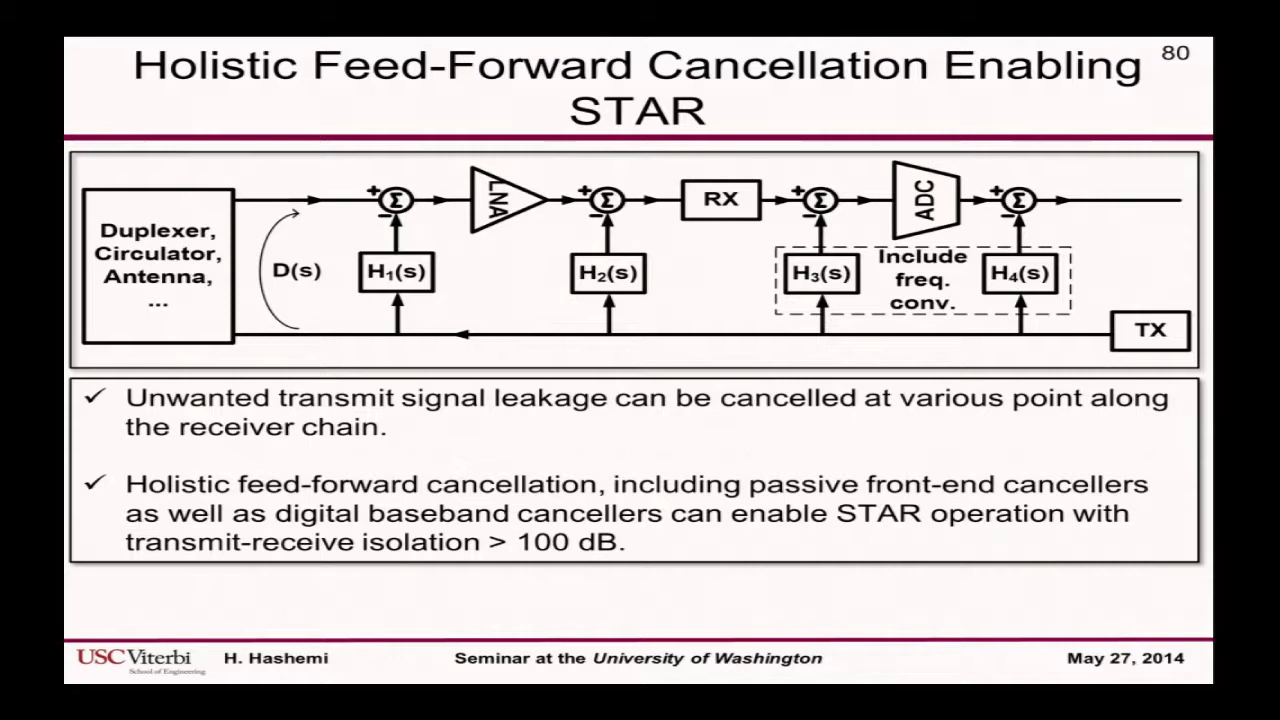 Holistic Feed-Forward Cancellation Enabling
STAR
80
+
Σ
−
LNA
+
Σ
−
RX
+
Σ
−
ADC
+
Σ
−
Duplexer,
Circulator,
Antenna,
...
D(s)
H₁(s)
H₂(s)
H₃(s)
Include
freq.
conv.
H₄(s)
TX
✓ Unwanted transmit signal leakage can be cancelled at various point along
the receiver chain.
✓ Holistic feed-forward cancellation, including passive front-end cancellers
as well as digital baseband cancellers can enable STAR operation with
transmit-receive isolation > 100 dB.
USC Viterbi
School of Engineering
H. Hashemi
Seminar at the University of Washington
May 27, 2014